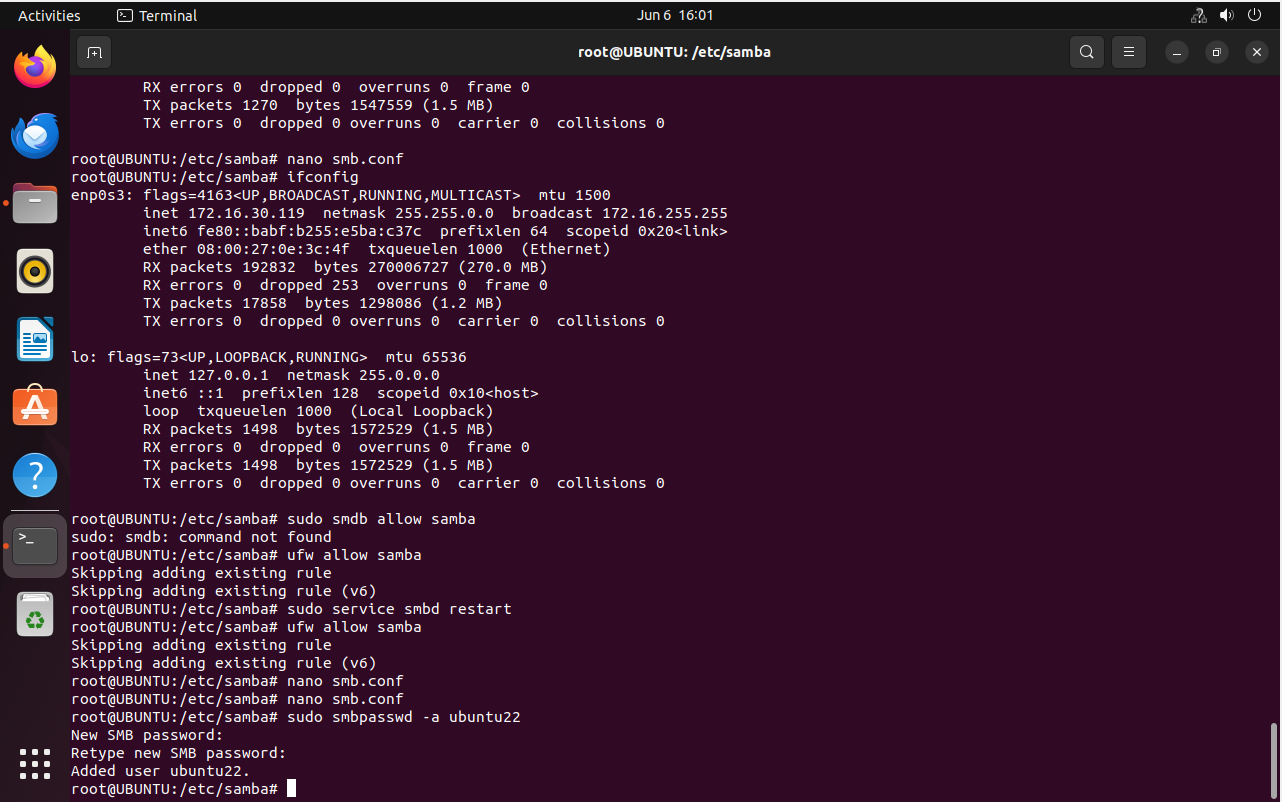 Activities
Terminal
Jun 6 16:01
root@UBUNTU: /etc/samba
        RX errors 0  dropped 0  overruns 0  frame 0
        TX packets 1270  bytes 1547559 (1.5 MB)
        TX errors 0  dropped 0 overruns 0  carrier 0  collisions 0

root@UBUNTU:/etc/samba# nano smb.conf
root@UBUNTU:/etc/samba# ifconfig
enp0s3: flags=4163<UP,BROADCAST,RUNNING,MULTICAST>  mtu 1500
        inet 172.16.30.119  netmask 255.255.0.0  broadcast 172.16.255.255
        inet6 fe80::babf:b255:e5ba:c37c  prefixlen 64  scopeid 0x20<link>
        ether 08:00:27:0e:3c:4f  txqueuelen 1000  (Ethernet)
        RX packets 192832  bytes 270006727 (270.0 MB)
        RX errors 0  dropped 253  overruns 0  frame 0
        TX packets 17858  bytes 1298086 (1.2 MB)
        TX errors 0  dropped 0 overruns 0  carrier 0  collisions 0

lo: flags=73<UP,LOOPBACK,RUNNING>  mtu 65536
        inet 127.0.0.1  netmask 255.0.0.0
        inet6 ::1  prefixlen 128  scopeid 0x10<host>
        loop  txqueuelen 1000  (Local Loopback)
        RX packets 1498  bytes 1572529 (1.5 MB)
        RX errors 0  dropped 0  overruns 0  frame 0
        TX packets 1498  bytes 1572529 (1.5 MB)
        TX errors 0  dropped 0 overruns 0  carrier 0  collisions 0

root@UBUNTU:/etc/samba# sudo smdb allow samba
sudo: smdb: command not found
root@UBUNTU:/etc/samba# ufw allow samba
Skipping adding existing rule
Skipping adding existing rule (v6)
root@UBUNTU:/etc/samba# sudo service smbd restart
root@UBUNTU:/etc/samba# ufw allow samba
Skipping adding existing rule
Skipping adding existing rule (v6)
root@UBUNTU:/etc/samba# nano smb.conf
root@UBUNTU:/etc/samba# nano smb.conf
root@UBUNTU:/etc/samba# sudo smbpasswd -a ubuntu22
New SMB password:
Retype new SMB password:
Added user ubuntu22.
root@UBUNTU:/etc/samba#